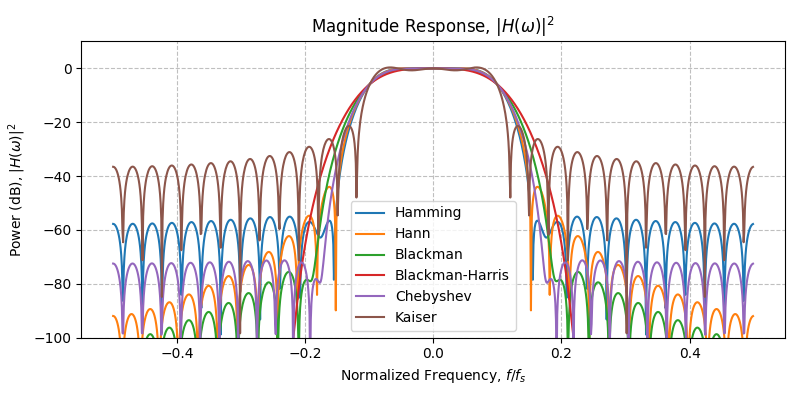 Magnitude Response, |H(ω)|²
Power (dB), |H(ω)|²
0
−20
−40
−60
−80
−100
Hamming
Hann
Blackman
Blackman-Harris
Chebyshev
Kaiser
−0.4 −0.2 0.0 0.2 0.4
Normalized Frequency, f/fₛ